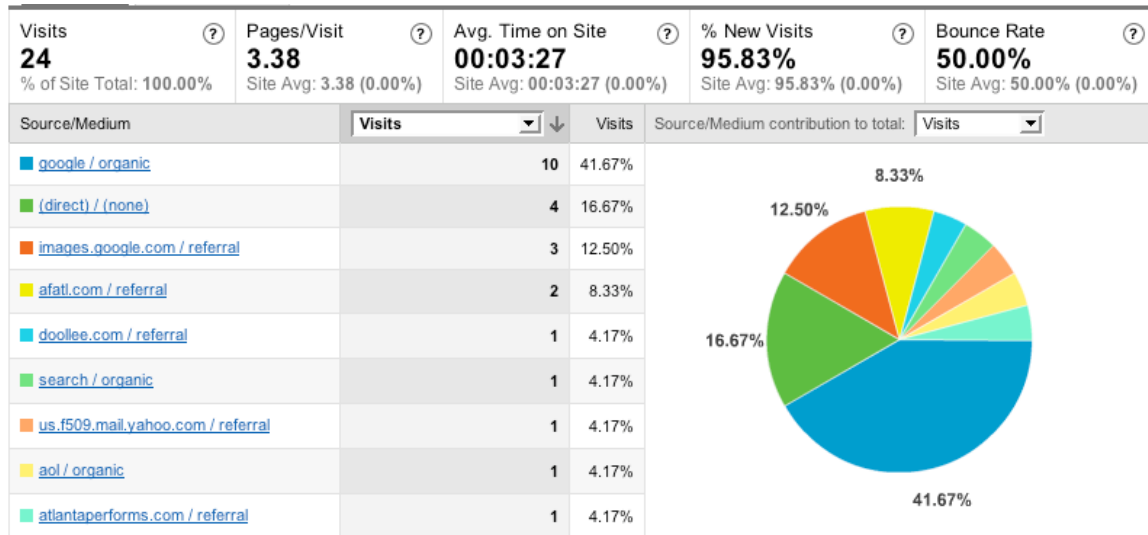 Visits ? Pages/Visit ? Avg. Time on Site ? % New Visits ? Bounce Rate ?
24 3.38 00:03:27 95.83% 50.00%
% of Site Total: 100.00% Site Avg: 3.38 (0.00%) Site Avg: 00:03:27 (0.00%) Site Avg: 95.83% (0.00%) Site Avg: 50.00% (0.00%)
Source/Medium Visits Visits Source/Medium contribution to total: Visits
google / organic 10 41.67%
(direct) / (none) 4 16.67%
images.google.com / referral 3 12.50%
afatl.com / referral 2 8.33%
doollee.com / referral 1 4.17%
search / organic 1 4.17%
us.f509.mail.yahoo.com / referral 1 4.17%
aol / organic 1 4.17%
atlantaperforms.com / referral 1 4.17%
8.33%
12.50%
16.67%
41.67%